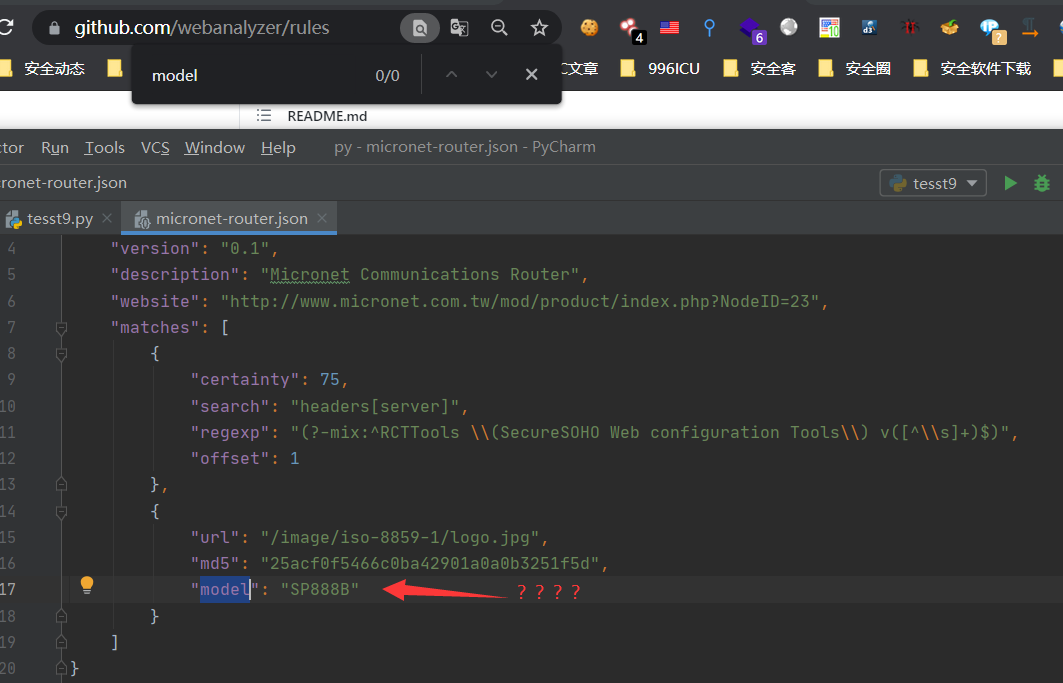 github.com/webanalyzer/rules
4
6
10
d3
?
model
0/0
安全动态
C文章
996ICU
安全客
安全圈
安全软件下载
README.md
ctor Run Tools VCS Window Help py - micronet-router.json - PyCharm
cronet-router.json
tesst9
tesst9.py
micronet-router.json
4 "version": "0.1",
5 "description": "Micronet Communications Router",
6 "website": "http://www.micronet.com.tw/mod/product/index.php?NodeID=23",
7 "matches": [
8 {
9 "certainty": 75,
10 "search": "headers[server]",
11 "regexp": "(?-mix:^RCTTools \\(SecureSOHO Web configuration Tools\\) v([^\\s]+)$)",
12 "offset": 1
13 },
14 {
15 "url": "/image/iso-8859-1/logo.jpg",
16 "md5": "25acf0f5466c0ba42901a0a0b3251f5d",
17 "model": "SP888B" ？？？？
18 }
19 ]
20 }